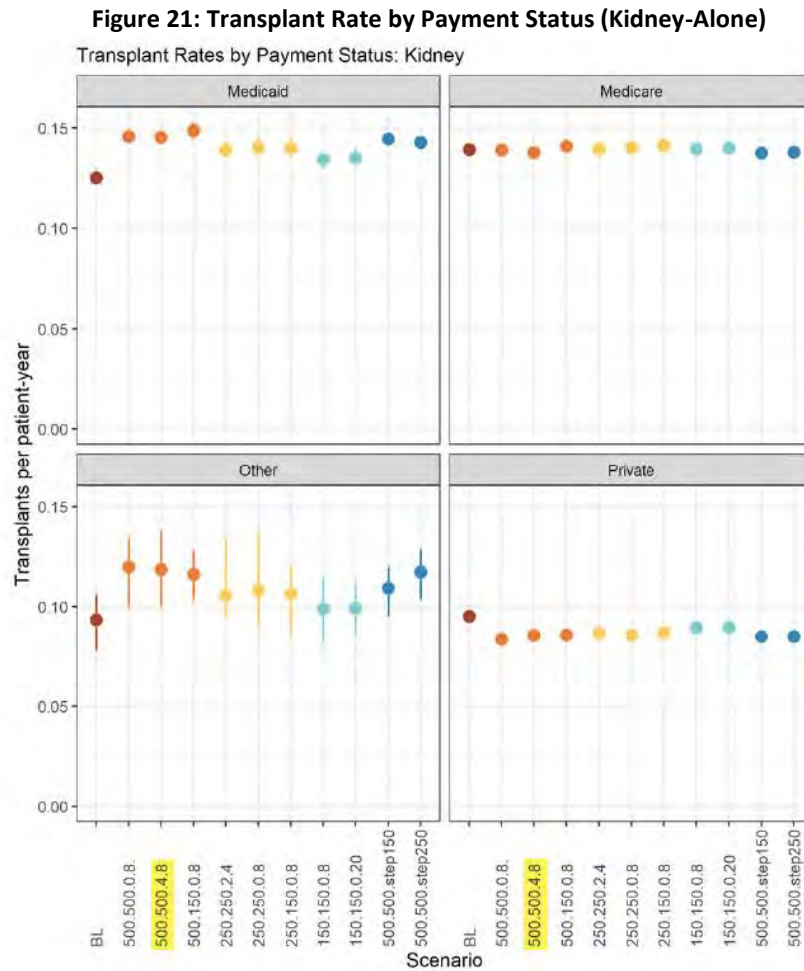 Figure 21: Transplant Rate by Payment Status (Kidney-Alone)
Transplant Rates by Payment Status: Kidney
Medicaid
Medicare
0.15
0.10
0.05
0.00
Other
Private
0.15
0.10
0.05
0.00
Transplants per patient-year
BL
500.500.0.8.
500.500.4.8
500.150.0.8
250.250.2.4
250.250.0.8
250.150.0.8
150.150.0.8
150.150.0.20
500.500.step150
500.500.step250
BL
500.500.0.8.
500.500.4.8
500.150.0.8
250.250.2.4
250.250.0.8
250.150.0.8
150.150.0.8
150.150.0.20
500.500.step150
500.500.step250
Scenario